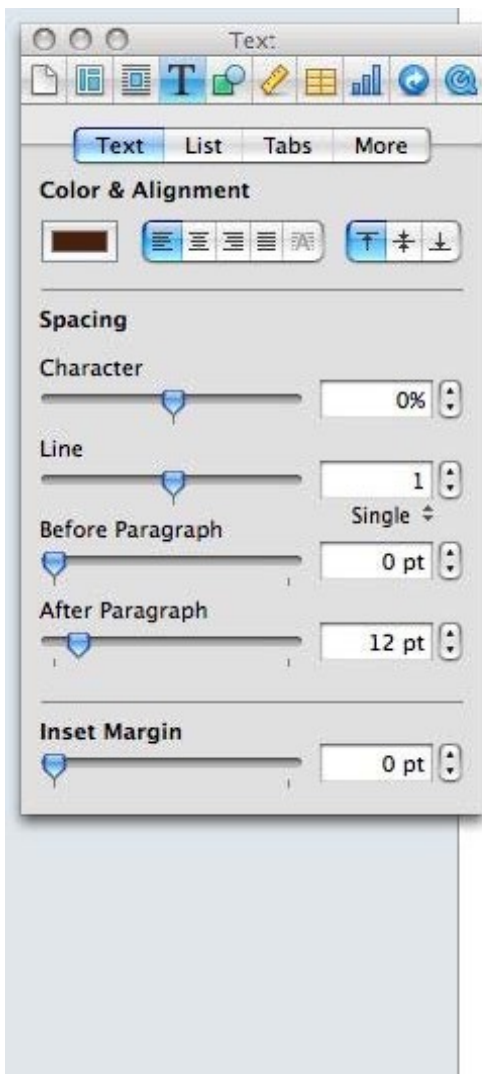 Text
T
Text List Tabs More
Color & Alignment
A
Spacing
Character
0%
Line
1
Single
Before Paragraph
0 pt
After Paragraph
12 pt
Inset Margin
0 pt